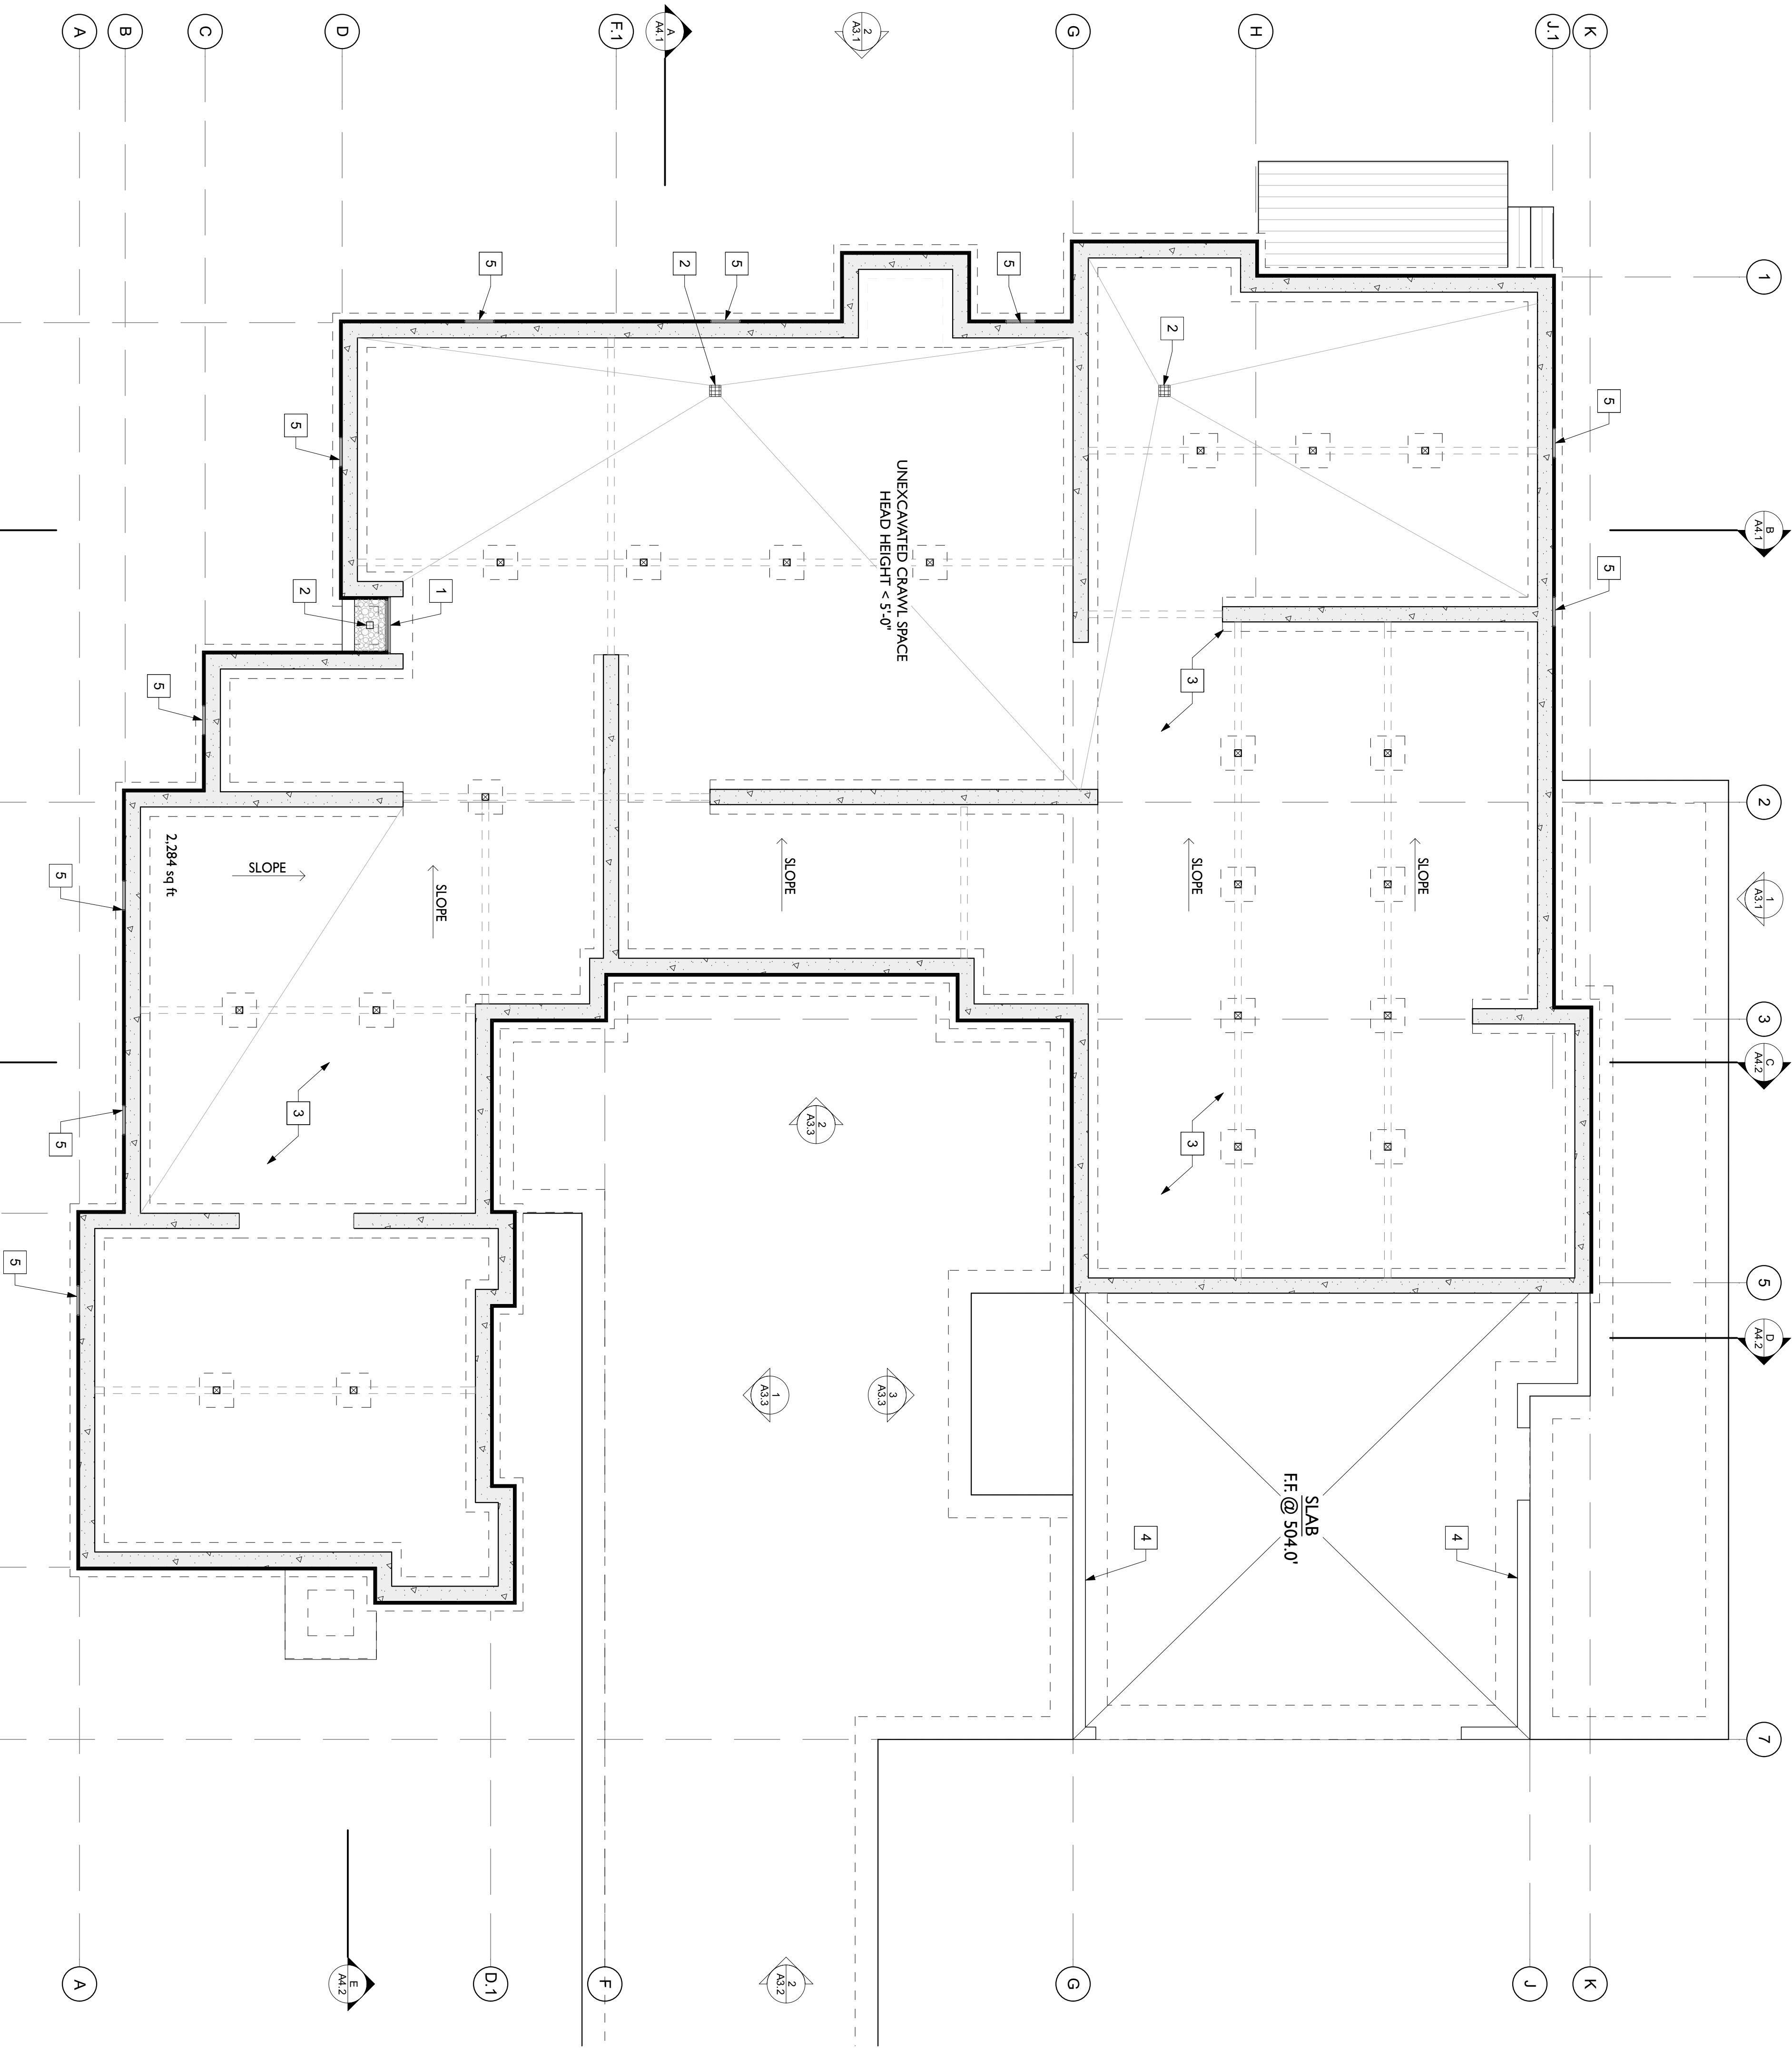 A
B
C
D
F.1
A
A4.1
2
A3.1
G
H
J.1
K
1
5
2
5
5
2
5
5
B
A4.1
UNEXCAVATED CRAWL SPACE
HEAD HEIGHT < 5'-0"
5
2
1
5
3
2
1
A3.1
2,284 sq ft
SLOPE
SLOPE
SLOPE
SLOPE
SLOPE
5
3
C
A4.2
5
3
2
A3.3
3
5
5
D
A4.2
1
A3.3
3
A3.3
SLAB
F.F. @ 504.0'
4
4
7
A
E
A4.2
D.1
F
2
A3.2
G
J
K